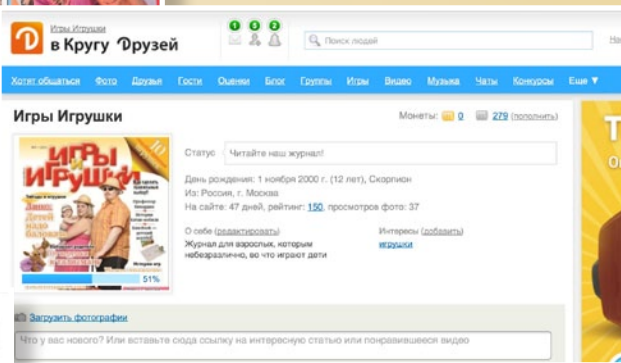 Игры Игрушки
в Кругу Друзей
1 5 2
Поиск людей
На
Хотят общаться Фото Друзья Гости Оценки Блог Группы Игры Видео Музыка Чаты Конкурсы Еще ▼
Игры Игрушки
Монеты: 0 279 (пополнить)
ИГРЫ
И
ИГРУШКИ
10
51%
Статус Читайте наш журнал!
День рождения: 1 ноября 2000 г. (12 лет), Скорпион
Из: Россия, г. Москва
На сайте: 47 дней, рейтинг: 150, просмотров фото: 37
О себе (редактировать)
Журнал для взрослых, которым
небезразлично, во что играют дети
Интересы (добавить)
игрушки
Загрузить фотографии
Что у вас нового? Или вставьте сюда ссылку на интересную статью или понравившееся видео